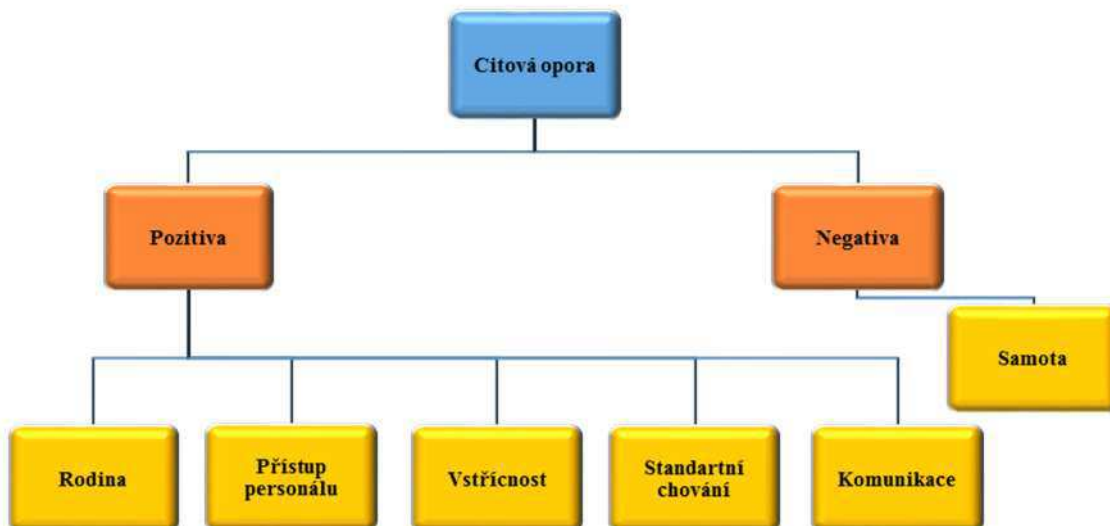 Citová opora
Pozitiva
Negativa
Samota
Rodina
Přístup
personálu
Vstřícnost
Standartní
chování
Komunikace